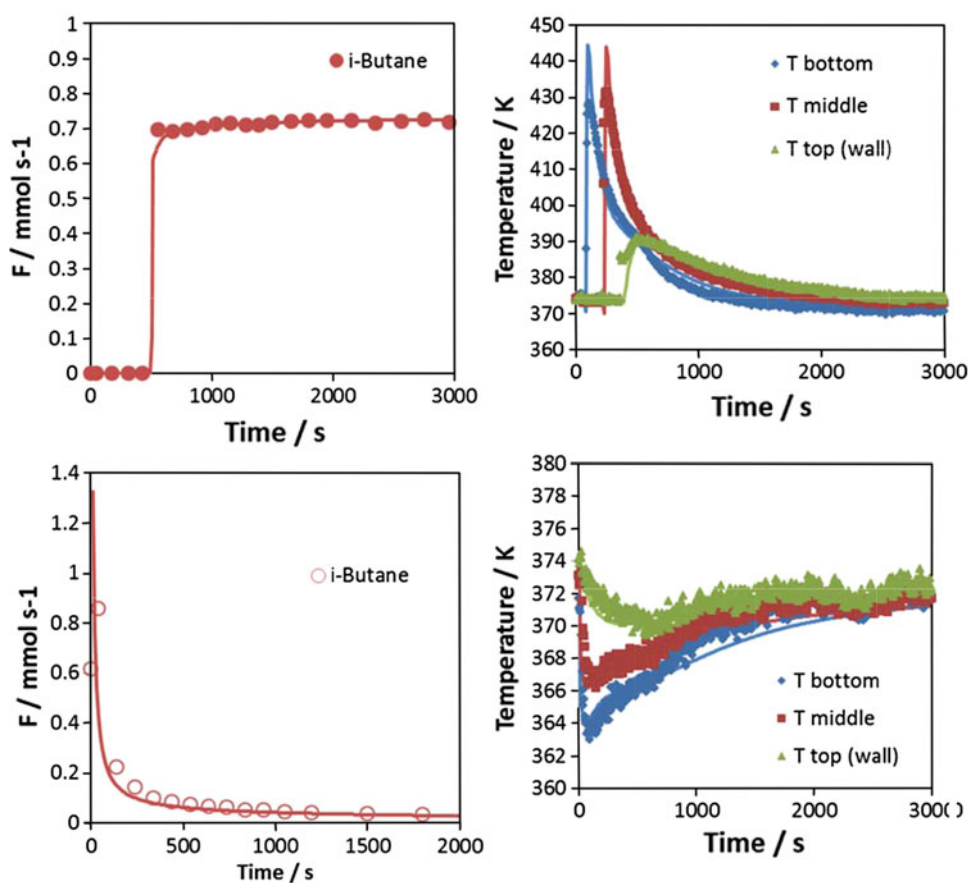 1
0.9
0.8
0.7
0.6
0.5
0.4
0.3
0.2
0.1
0
F / mmol s-1
i-Butane
0 1000 2000 3000
Time / s
450
440
430
420
410
400
390
380
370
360
Temperature / K
T bottom
T middle
T top (wall)
0 1000 2000 3000
Time / s
1.4
1.2
1
0.8
0.6
0.4
0.2
0
F / mmol s-1
i-Butane
0 500 1000 1500 2000
Time / s
380
378
376
374
372
370
368
366
364
362
360
Temperature / K
T bottom
T middle
T top (wall)
0 1000 2000 3000
Time / s